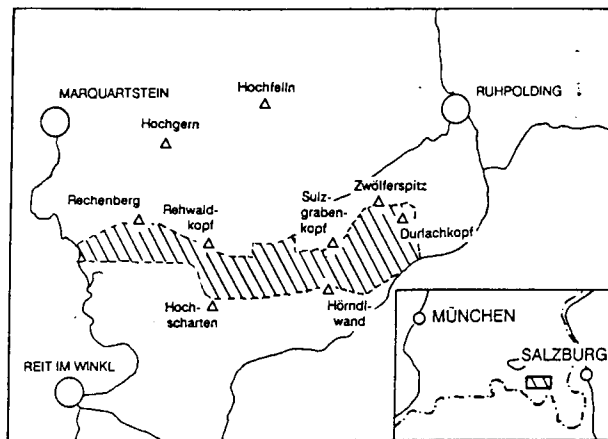 MARQUARTSTEIN
Hochfelln
RUHPOLDING
Hochgern
Rechenberg
Rehwald-
kopf
Sulz-
graben-
kopf
Zwölferspitz
Durlachkopf
Hoch-
scharten
Hörndl-
wand
REIT IM WINKL
MÜNCHEN
SALZBURG